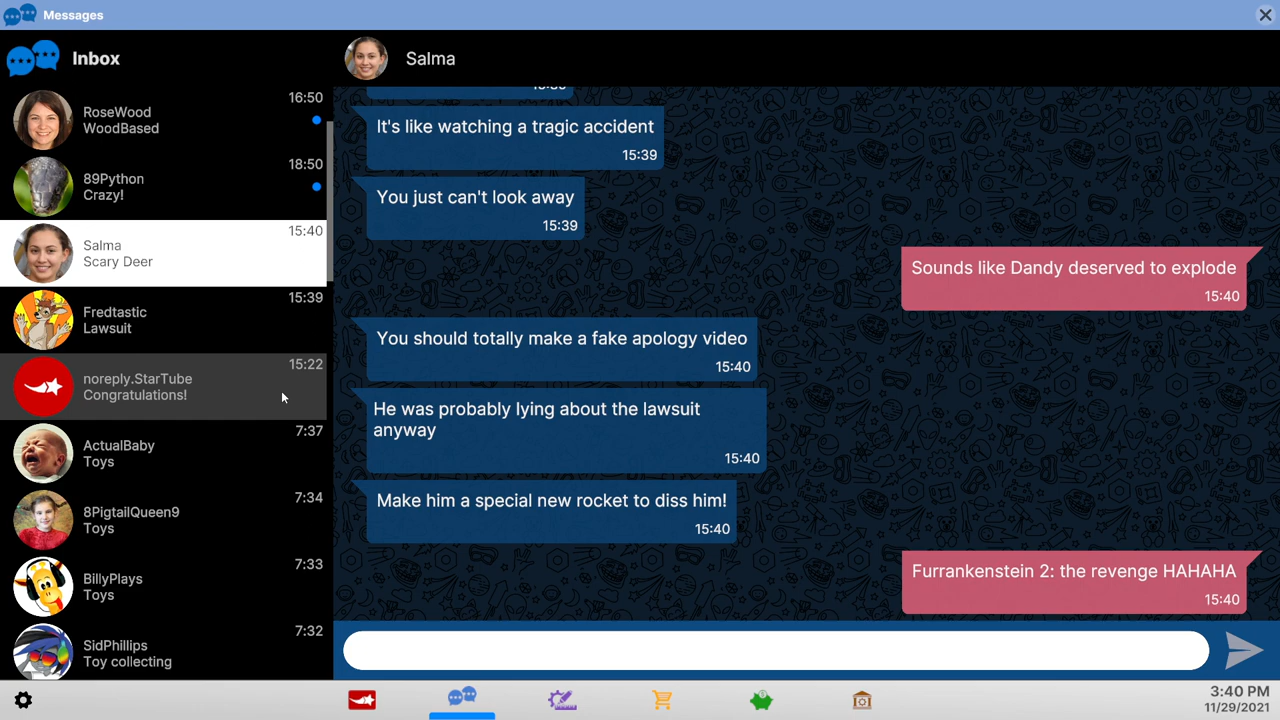 Messages
Inbox
RoseWood
WoodBased
16:50
89Python
Crazy!
18:50
Salma
Scary Deer
15:40
Fredtastic
Lawsuit
15:39
noreply.StarTube
Congratulations!
15:22
ActualBaby
Toys
7:37
8PigtailQueen9
Toys
7:34
BillyPlays
Toys
7:33
SidPhillips
Toy collecting
7:32
Salma
It's like watching a tragic accident
15:39
You just can't look away
15:39
Sounds like Dandy deserved to explode
15:40
You should totally make a fake apology video
15:40
He was probably lying about the lawsuit
anyway
15:40
Make him a special new rocket to diss him!
15:40
Furrankenstein 2: the revenge HAHAHA
15:40
3:40 PM
11/29/2021